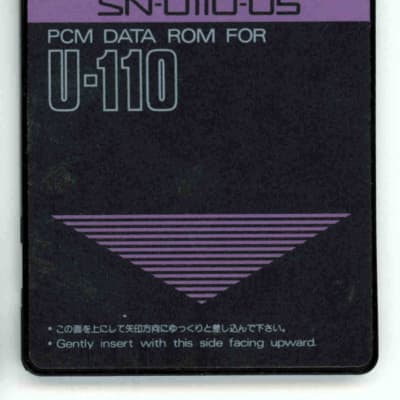 SN-U110-05
PCM DATA ROM FOR
U-110
• この面を上にして矢印方向にゆっくりと差し込んで下さい。
• Gently insert with this side facing upward.